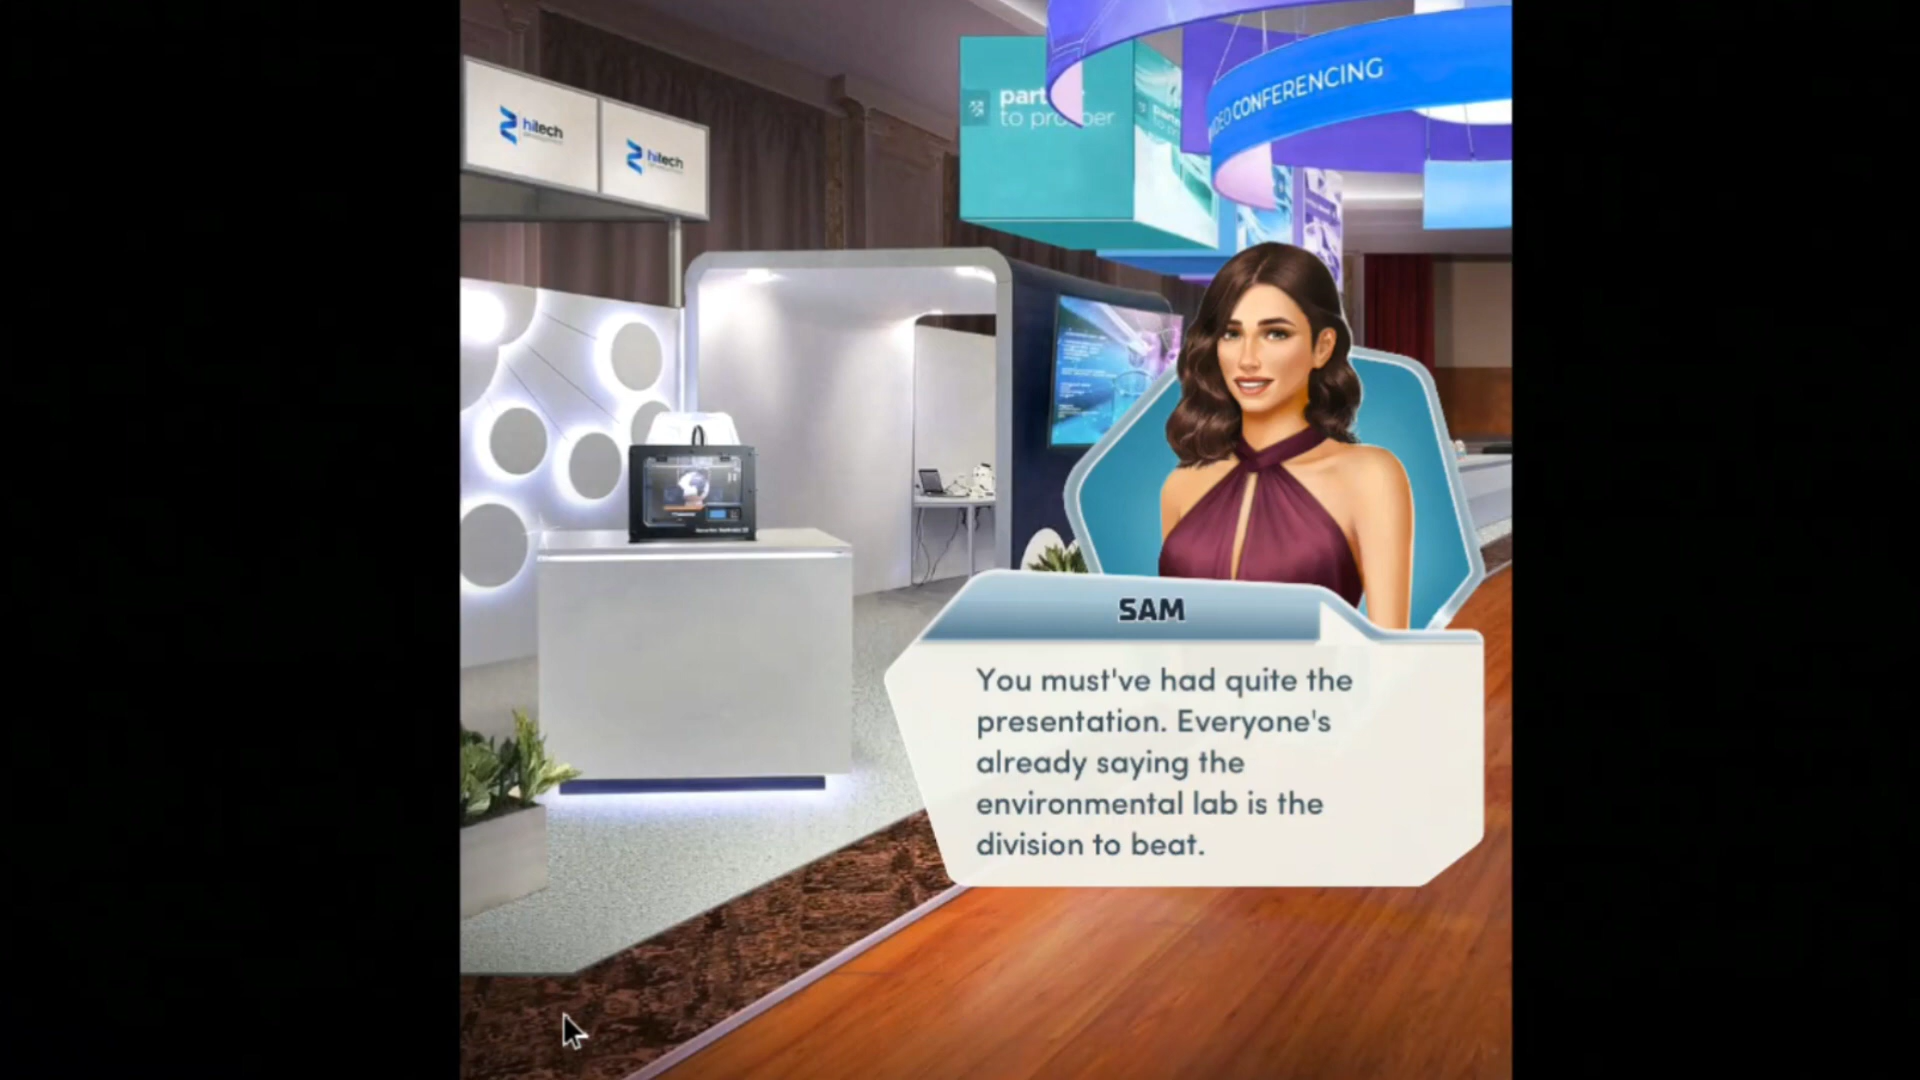 hitech
hitech
part
to prosper
VIDEO CONFERENCING
SAM
You must've had quite the
presentation. Everyone's
already saying the
environmental lab is the
division to beat.